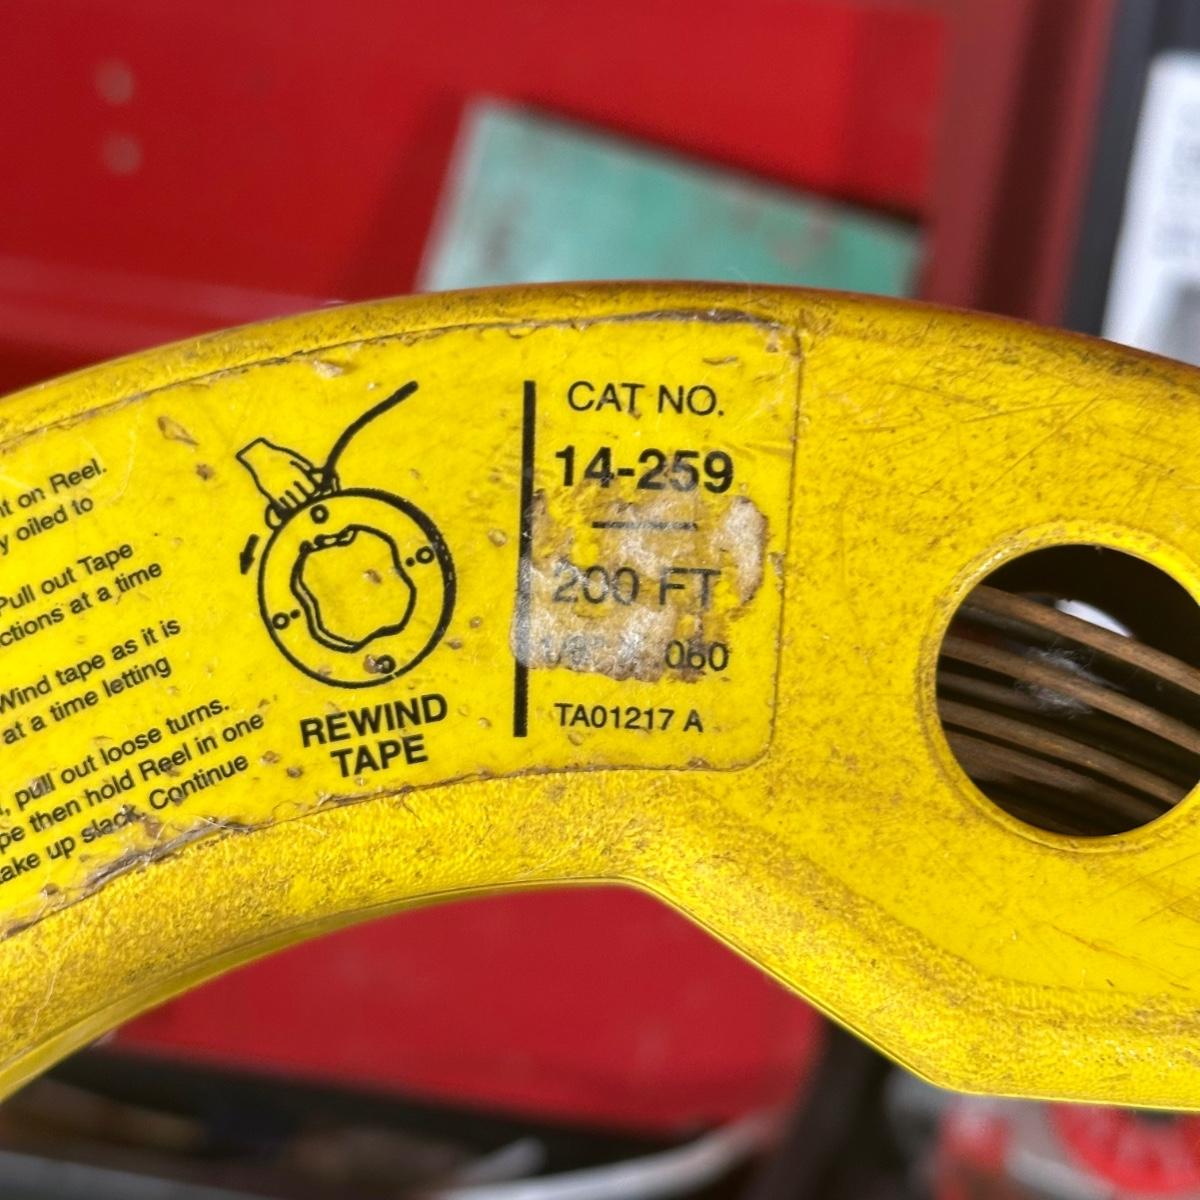 it on Reel.
y oiled to
Pull out Tape
ctions at a time
Wind tape as it is
at a time letting
, pull out loose turns.
pe then hold Reel in one
take up slack. Continue
REWIND
TAPE
CAT NO.
14-259
200 FT
060
TA01217 A